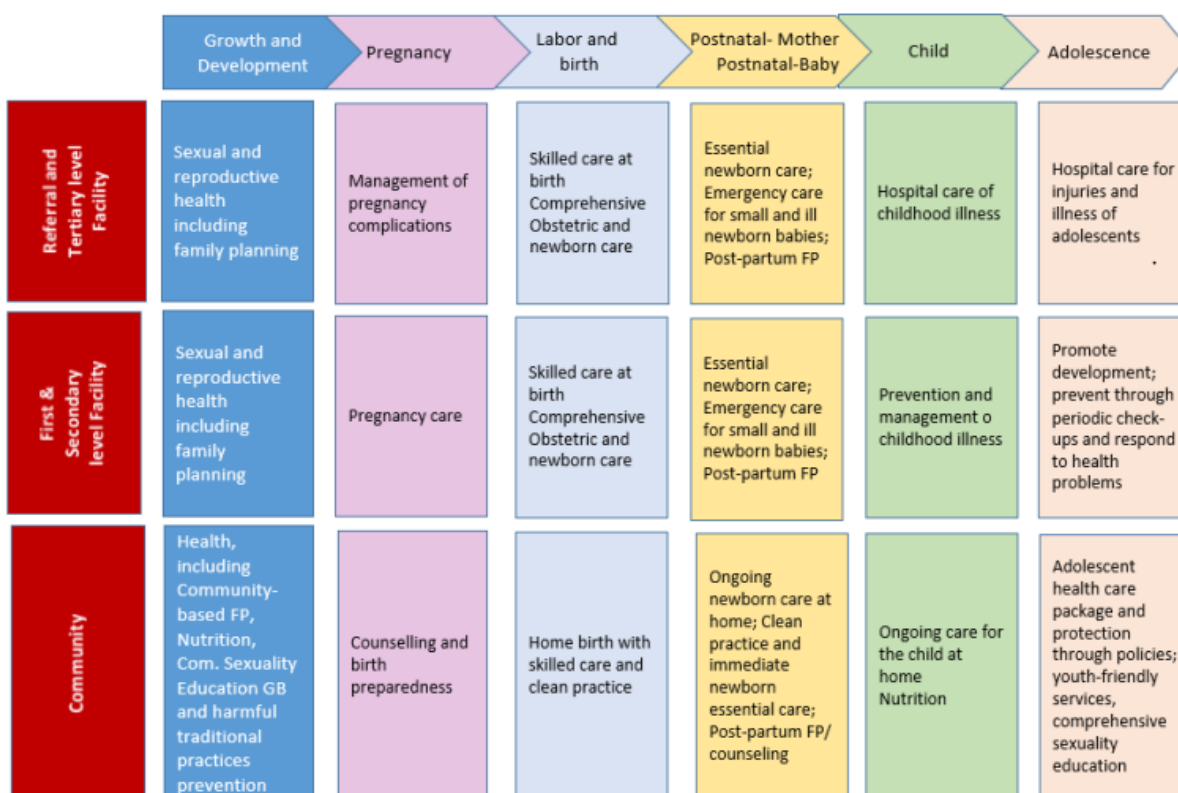 Growth and
Development
Pregnancy
Labor and
birth
Postnatal- Mother
Postnatal-Baby
Child
Adolescence
Referral and
Tertiary level
Facility
Sexual and
reproductive
health
including
family planning
Management of
pregnancy
complications
Skilled care at
birth
Comprehensive
Obstetric and
newborn care
Essential
newborn care;
Emergency care
for small and ill
newborn babies;
Post-partum FP
Hospital care of
childhood illness
Hospital care for
injuries and
illness of
adolescents
.
First &
Secondary
level Facility
Sexual and
reproductive
health
including
family
planning
Pregnancy care
Skilled care at
birth
Comprehensive
Obstetric and
newborn care
Essential
newborn care;
Emergency care
for small and ill
newborn babies;
Post-partum FP
Prevention and
management o
childhood illness
Promote
development;
prevent through
periodic check-
ups and respond
to health
problems
Community
Health,
including
Community-
based FP,
Nutrition,
Com. Sexuality
Education GB
and harmful
traditional
practices
prevention
Counselling and
birth
preparedness
Home birth with
skilled care and
clean practice
Ongoing
newborn care at
home; Clean
practice and
immediate
newborn
essential care;
Post-partum FP/
counseling
Ongoing care for
the child at
home
Nutrition
Adolescent
health care
package and
protection
through policies;
youth-friendly
services,
comprehensive
sexuality
education